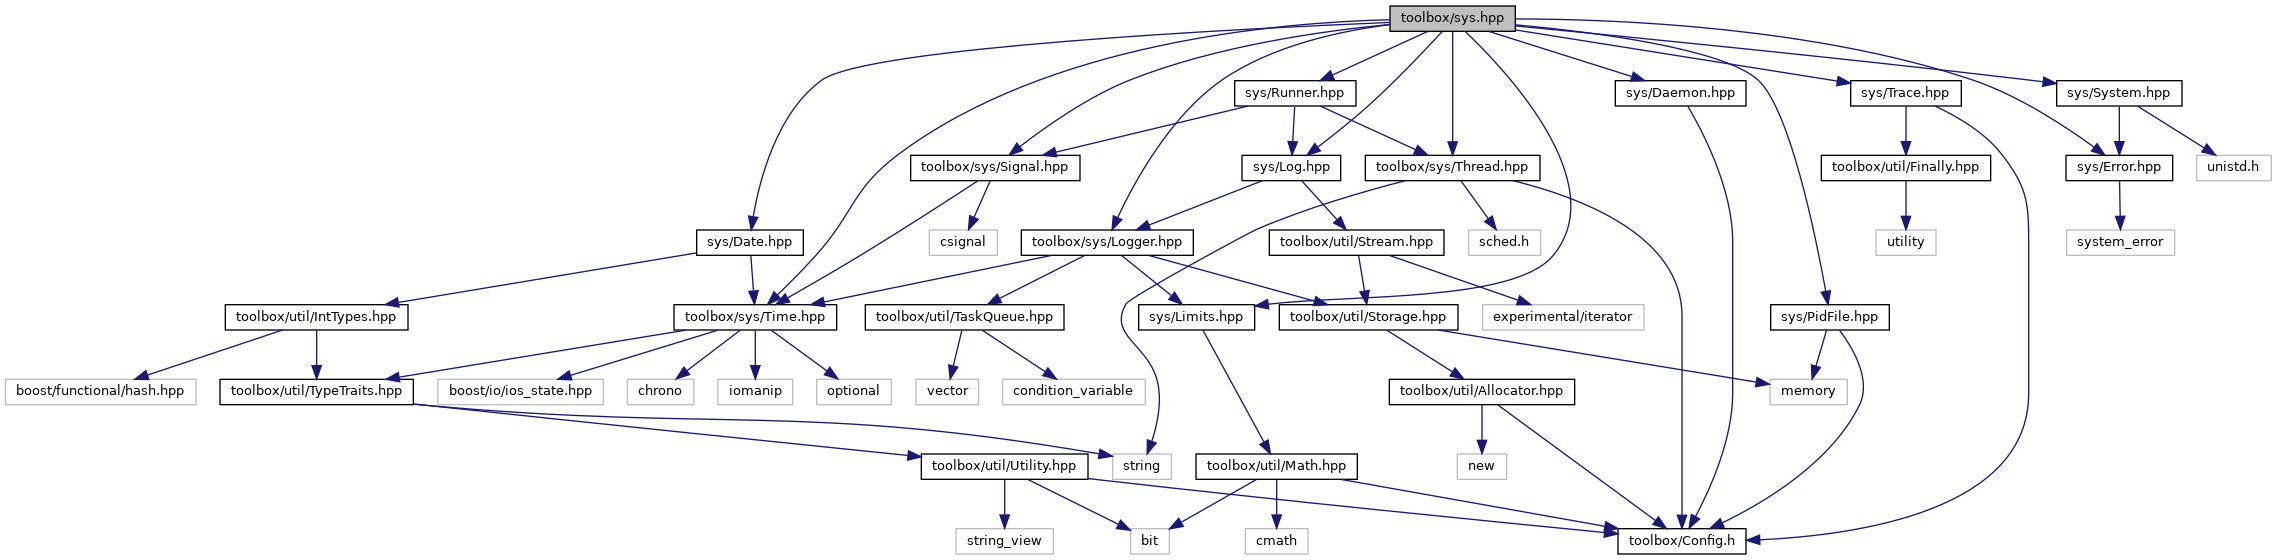 toolbox/sys.hpp
sys/Runner.hpp
sys/Daemon.hpp
sys/Trace.hpp
sys/System.hpp
toolbox/sys/Signal.hpp
sys/Log.hpp
toolbox/sys/Thread.hpp
toolbox/util/Finally.hpp
sys/Error.hpp
unistd.h
sys/Date.hpp
csignal
toolbox/sys/Logger.hpp
toolbox/util/Stream.hpp
sched.h
utility
system_error
toolbox/util/IntTypes.hpp
toolbox/sys/Time.hpp
toolbox/util/TaskQueue.hpp
sys/Limits.hpp
toolbox/util/Storage.hpp
experimental/iterator
sys/PidFile.hpp
boost/functional/hash.hpp
toolbox/util/TypeTraits.hpp
boost/io/ios_state.hpp
chrono
iomanip
optional
vector
condition_variable
toolbox/util/Allocator.hpp
memory
toolbox/util/Utility.hpp
string
toolbox/util/Math.hpp
new
string_view
bit
cmath
toolbox/Config.h